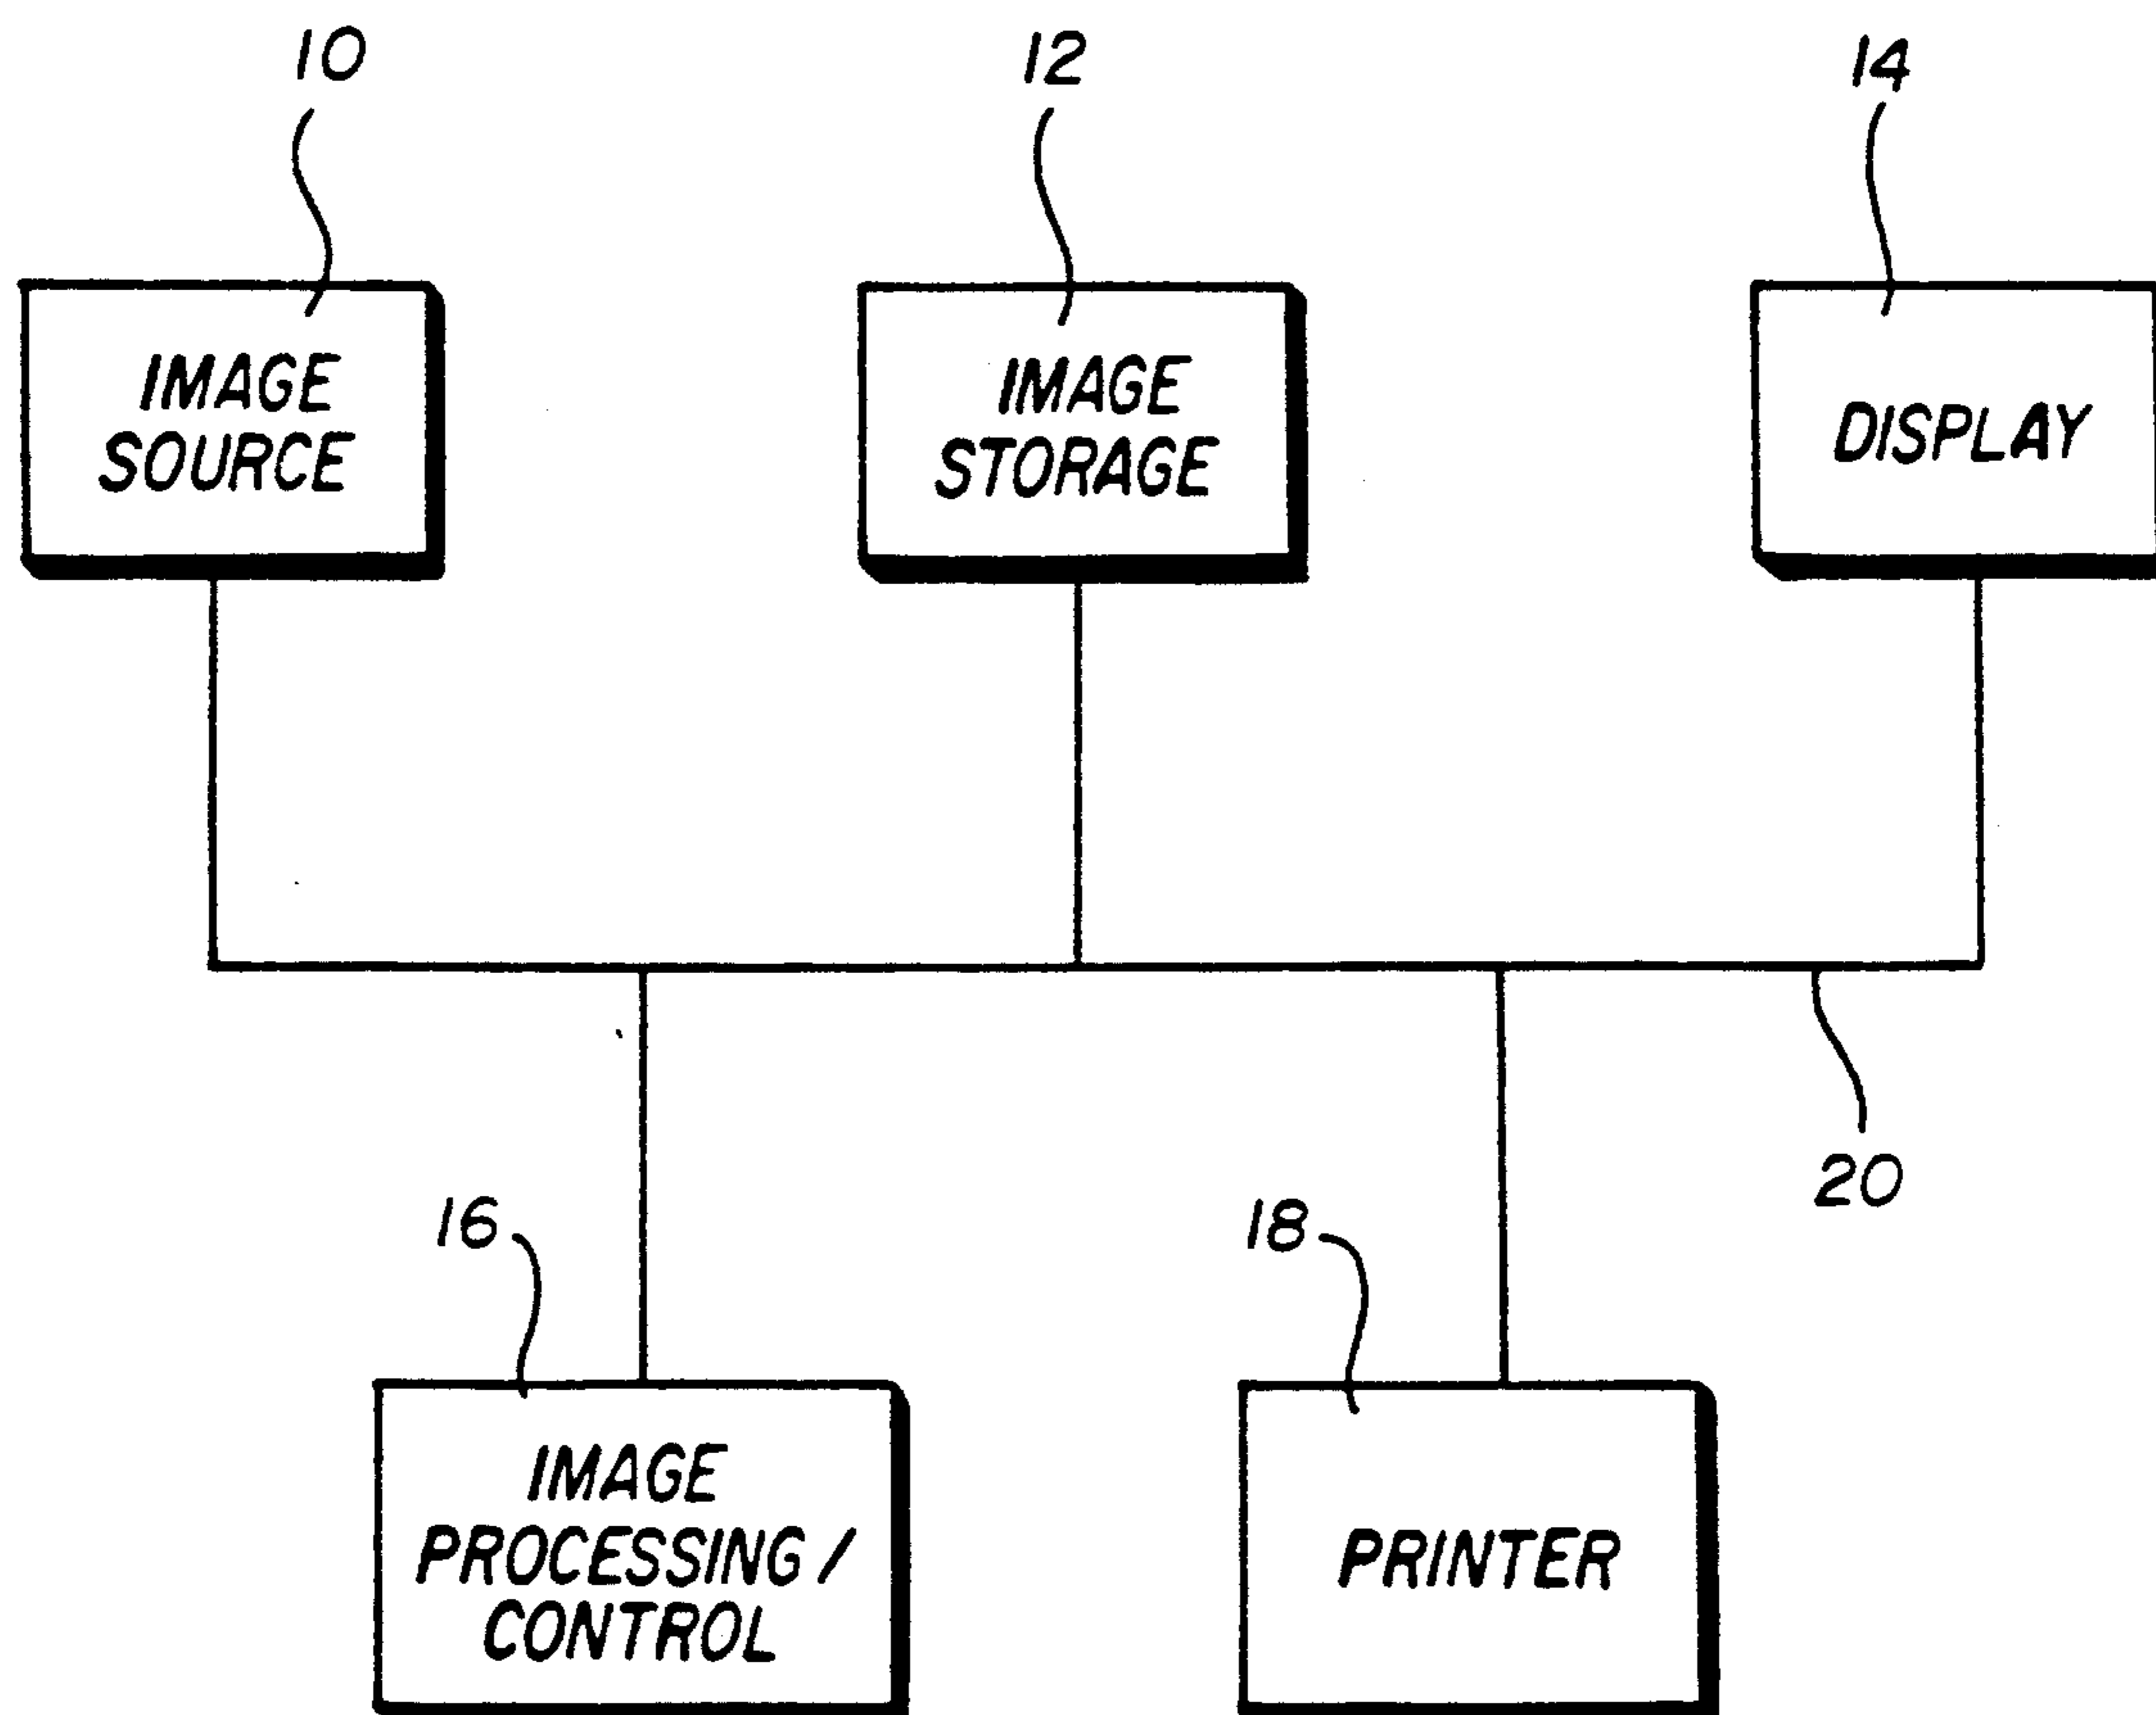 10
12
14
IMAGE
SOURCE
IMAGE
STORAGE
DISPLAY
20
16
18
IMAGE
PROCESSING/
CONTROL
PRINTER